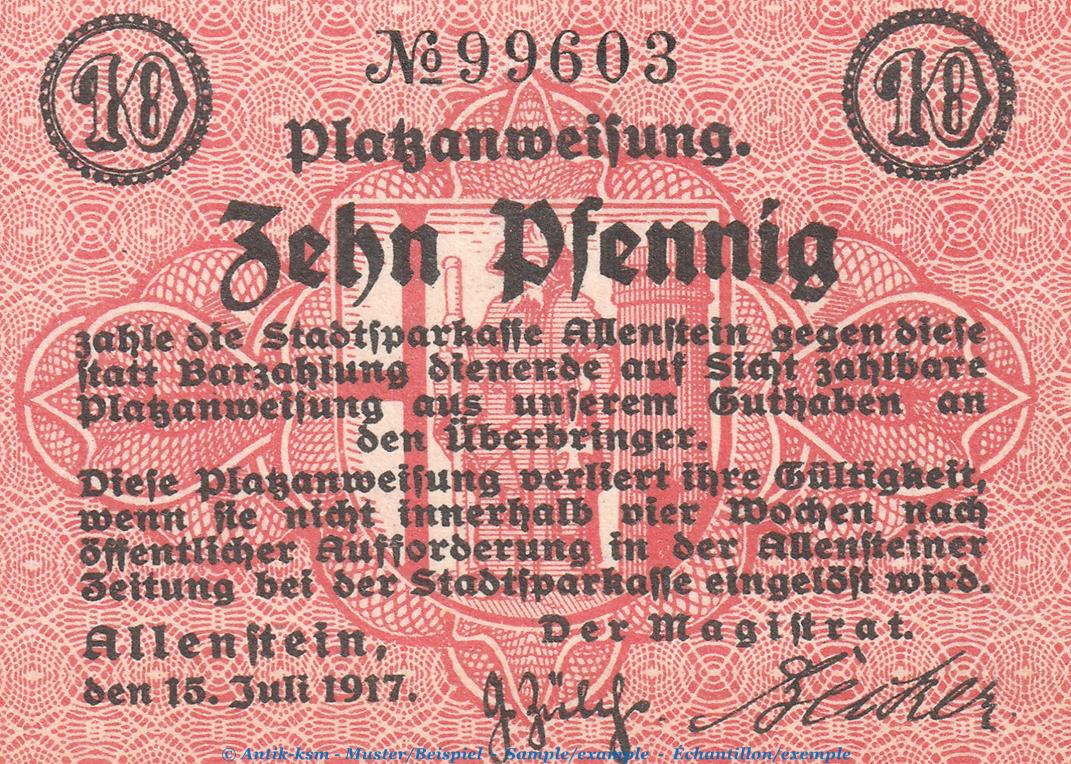 10 № 99603 10
Platzanweisung.
Zehn Pfennig
zahle die Stadtsparkasse Allenstein gegen diese
statt Barzahlung dienende auf Sicht zahlbare
Platzanweisung aus unserem Guthaben an
den Überbringer.
Diese Platzanweisung verliert ihre Gültigkeit,
wenn sie nicht innerhalb vier Wochen nach
öffentlicher Aufforderung in der Allensteiner
Zeitung bei der Stadtsparkasse eingelöst wird.
Allenstein, Der Magistrat.
den 15. Juli 1917. G. Zülch.
© Antik-ksm - Muster/Beispiel - Sample/example - Échantillon/exemple